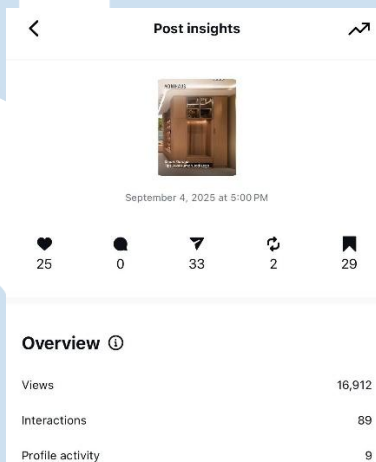 Post insights
September 4, 2025 at 5:00 PM
25
0
33
2
29
Overview
Views
16,912
Interactions
89
Profile activity
9